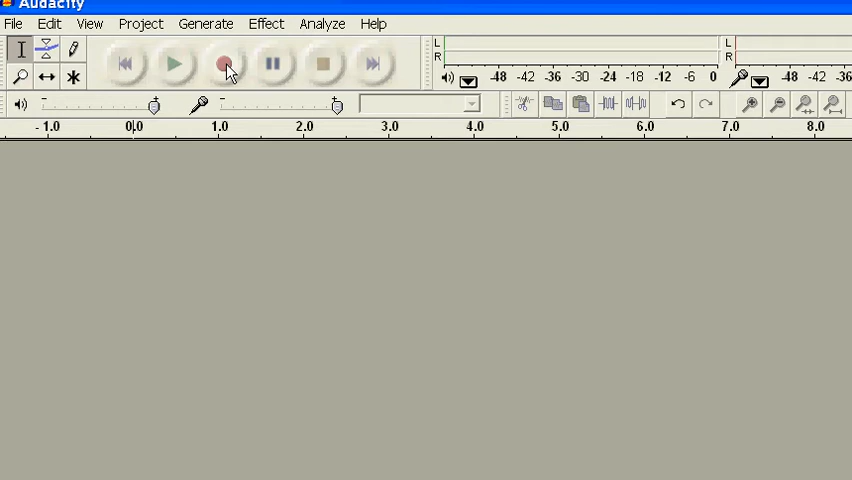 Audacity
File Edit View Project Generate Effect Analyze Help
L
R
-48 -42 -36 -30 -24 -18 -12 -6 0
L
R
-48 -42 -36
- 1.0 0.0 1.0 2.0 3.0 4.0 5.0 6.0 7.0 8.0